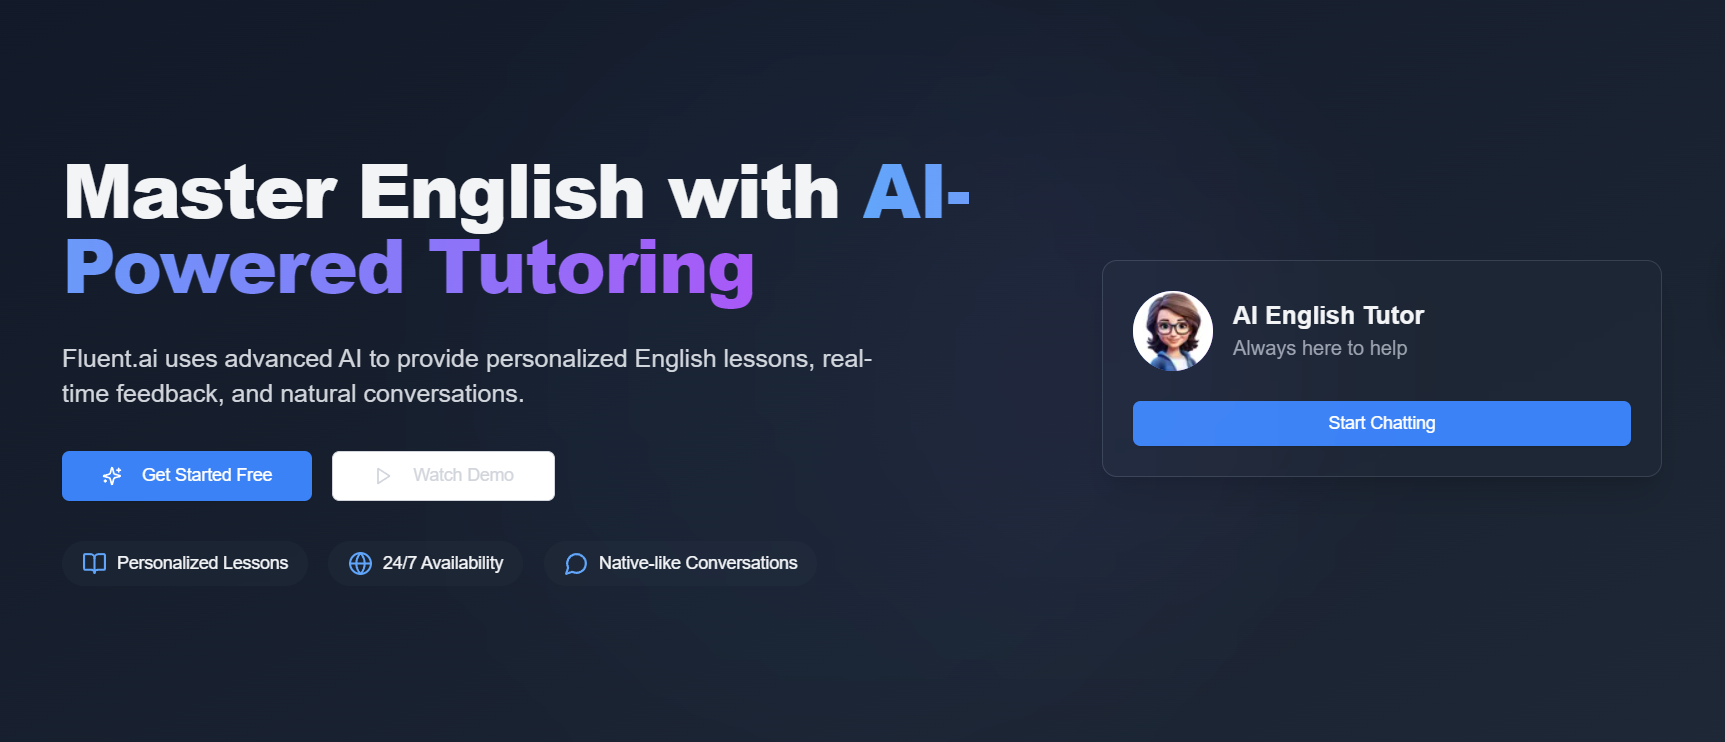 Master English with AI-
Powered Tutoring
Fluent.ai uses advanced AI to provide personalized English lessons, real-
time feedback, and natural conversations.
Get Started Free
Watch Demo
Personalized Lessons
24/7 Availability
Native-like Conversations
AI English Tutor
Always here to help
Start Chatting